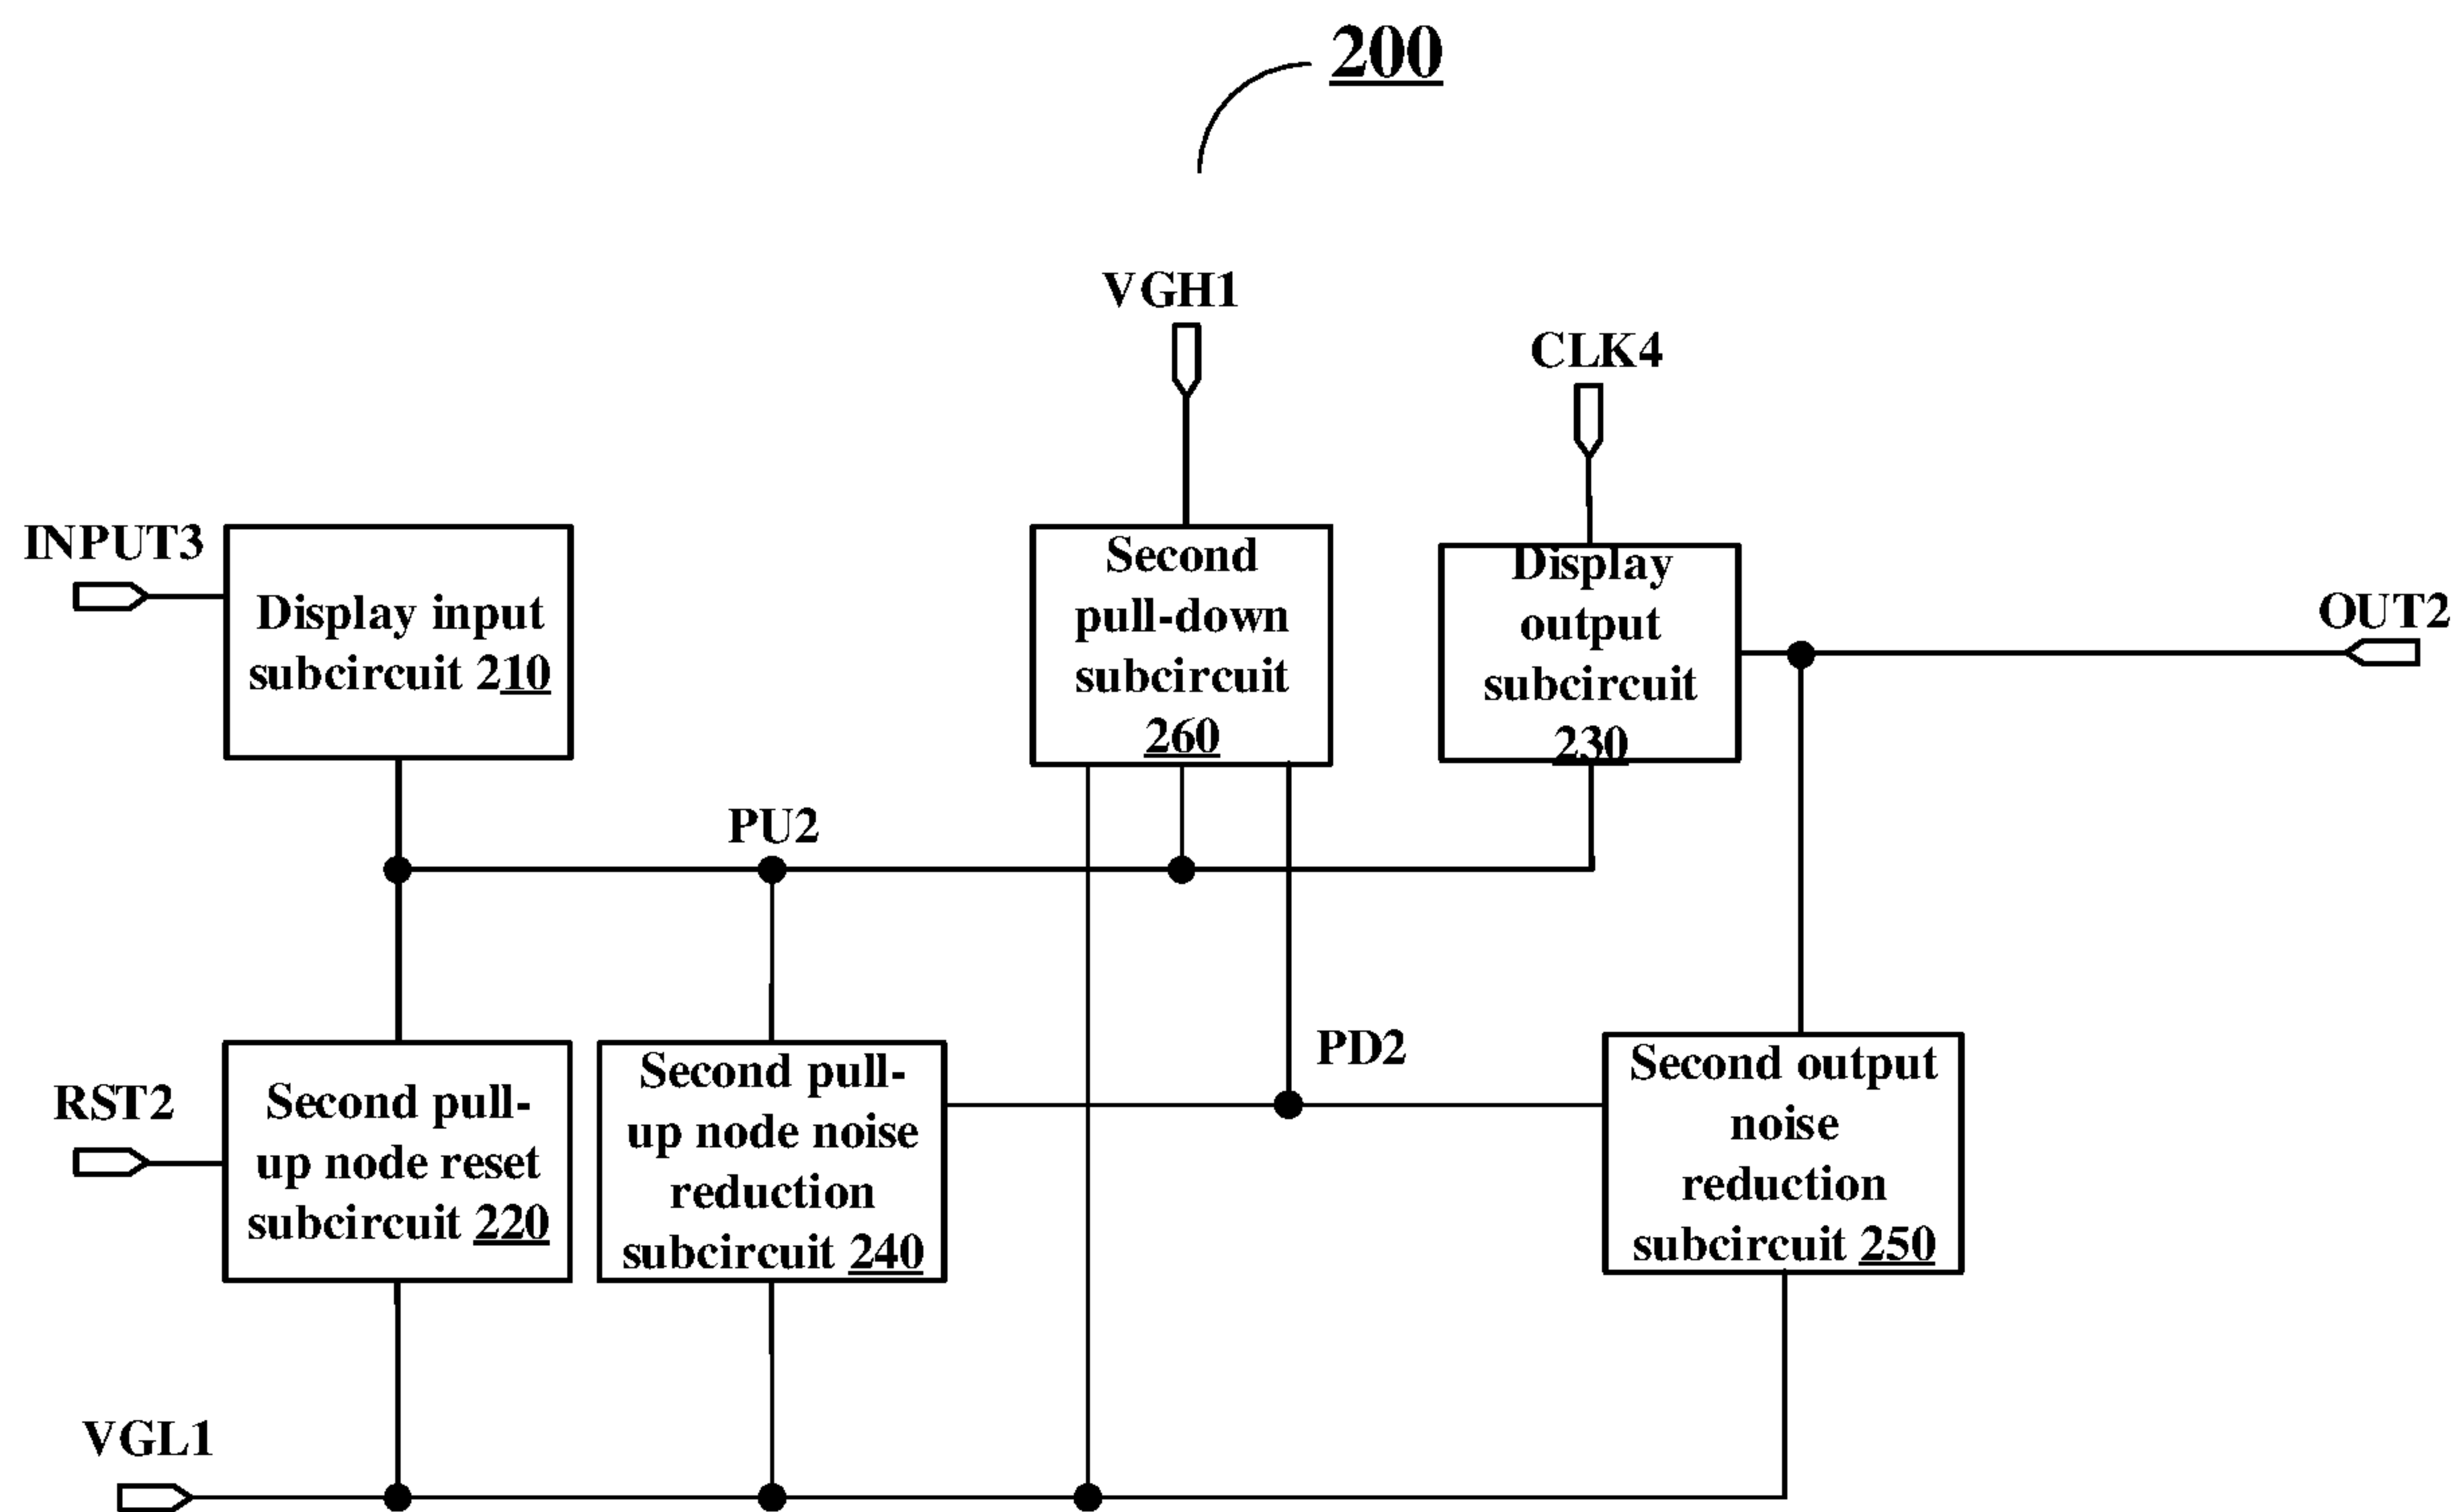 200
VGH1
CLK4
INPUT3
Display input
subcircuit 210
Second
pull-down
subcircuit
260
Display
output
subcircuit
230
OUT2
PU2
RST2
Second pull-
up node reset
subcircuit 220
Second pull-
up node noise
reduction
subcircuit 240
PD2
Second output
noise
reduction
subcircuit 250
VGL1